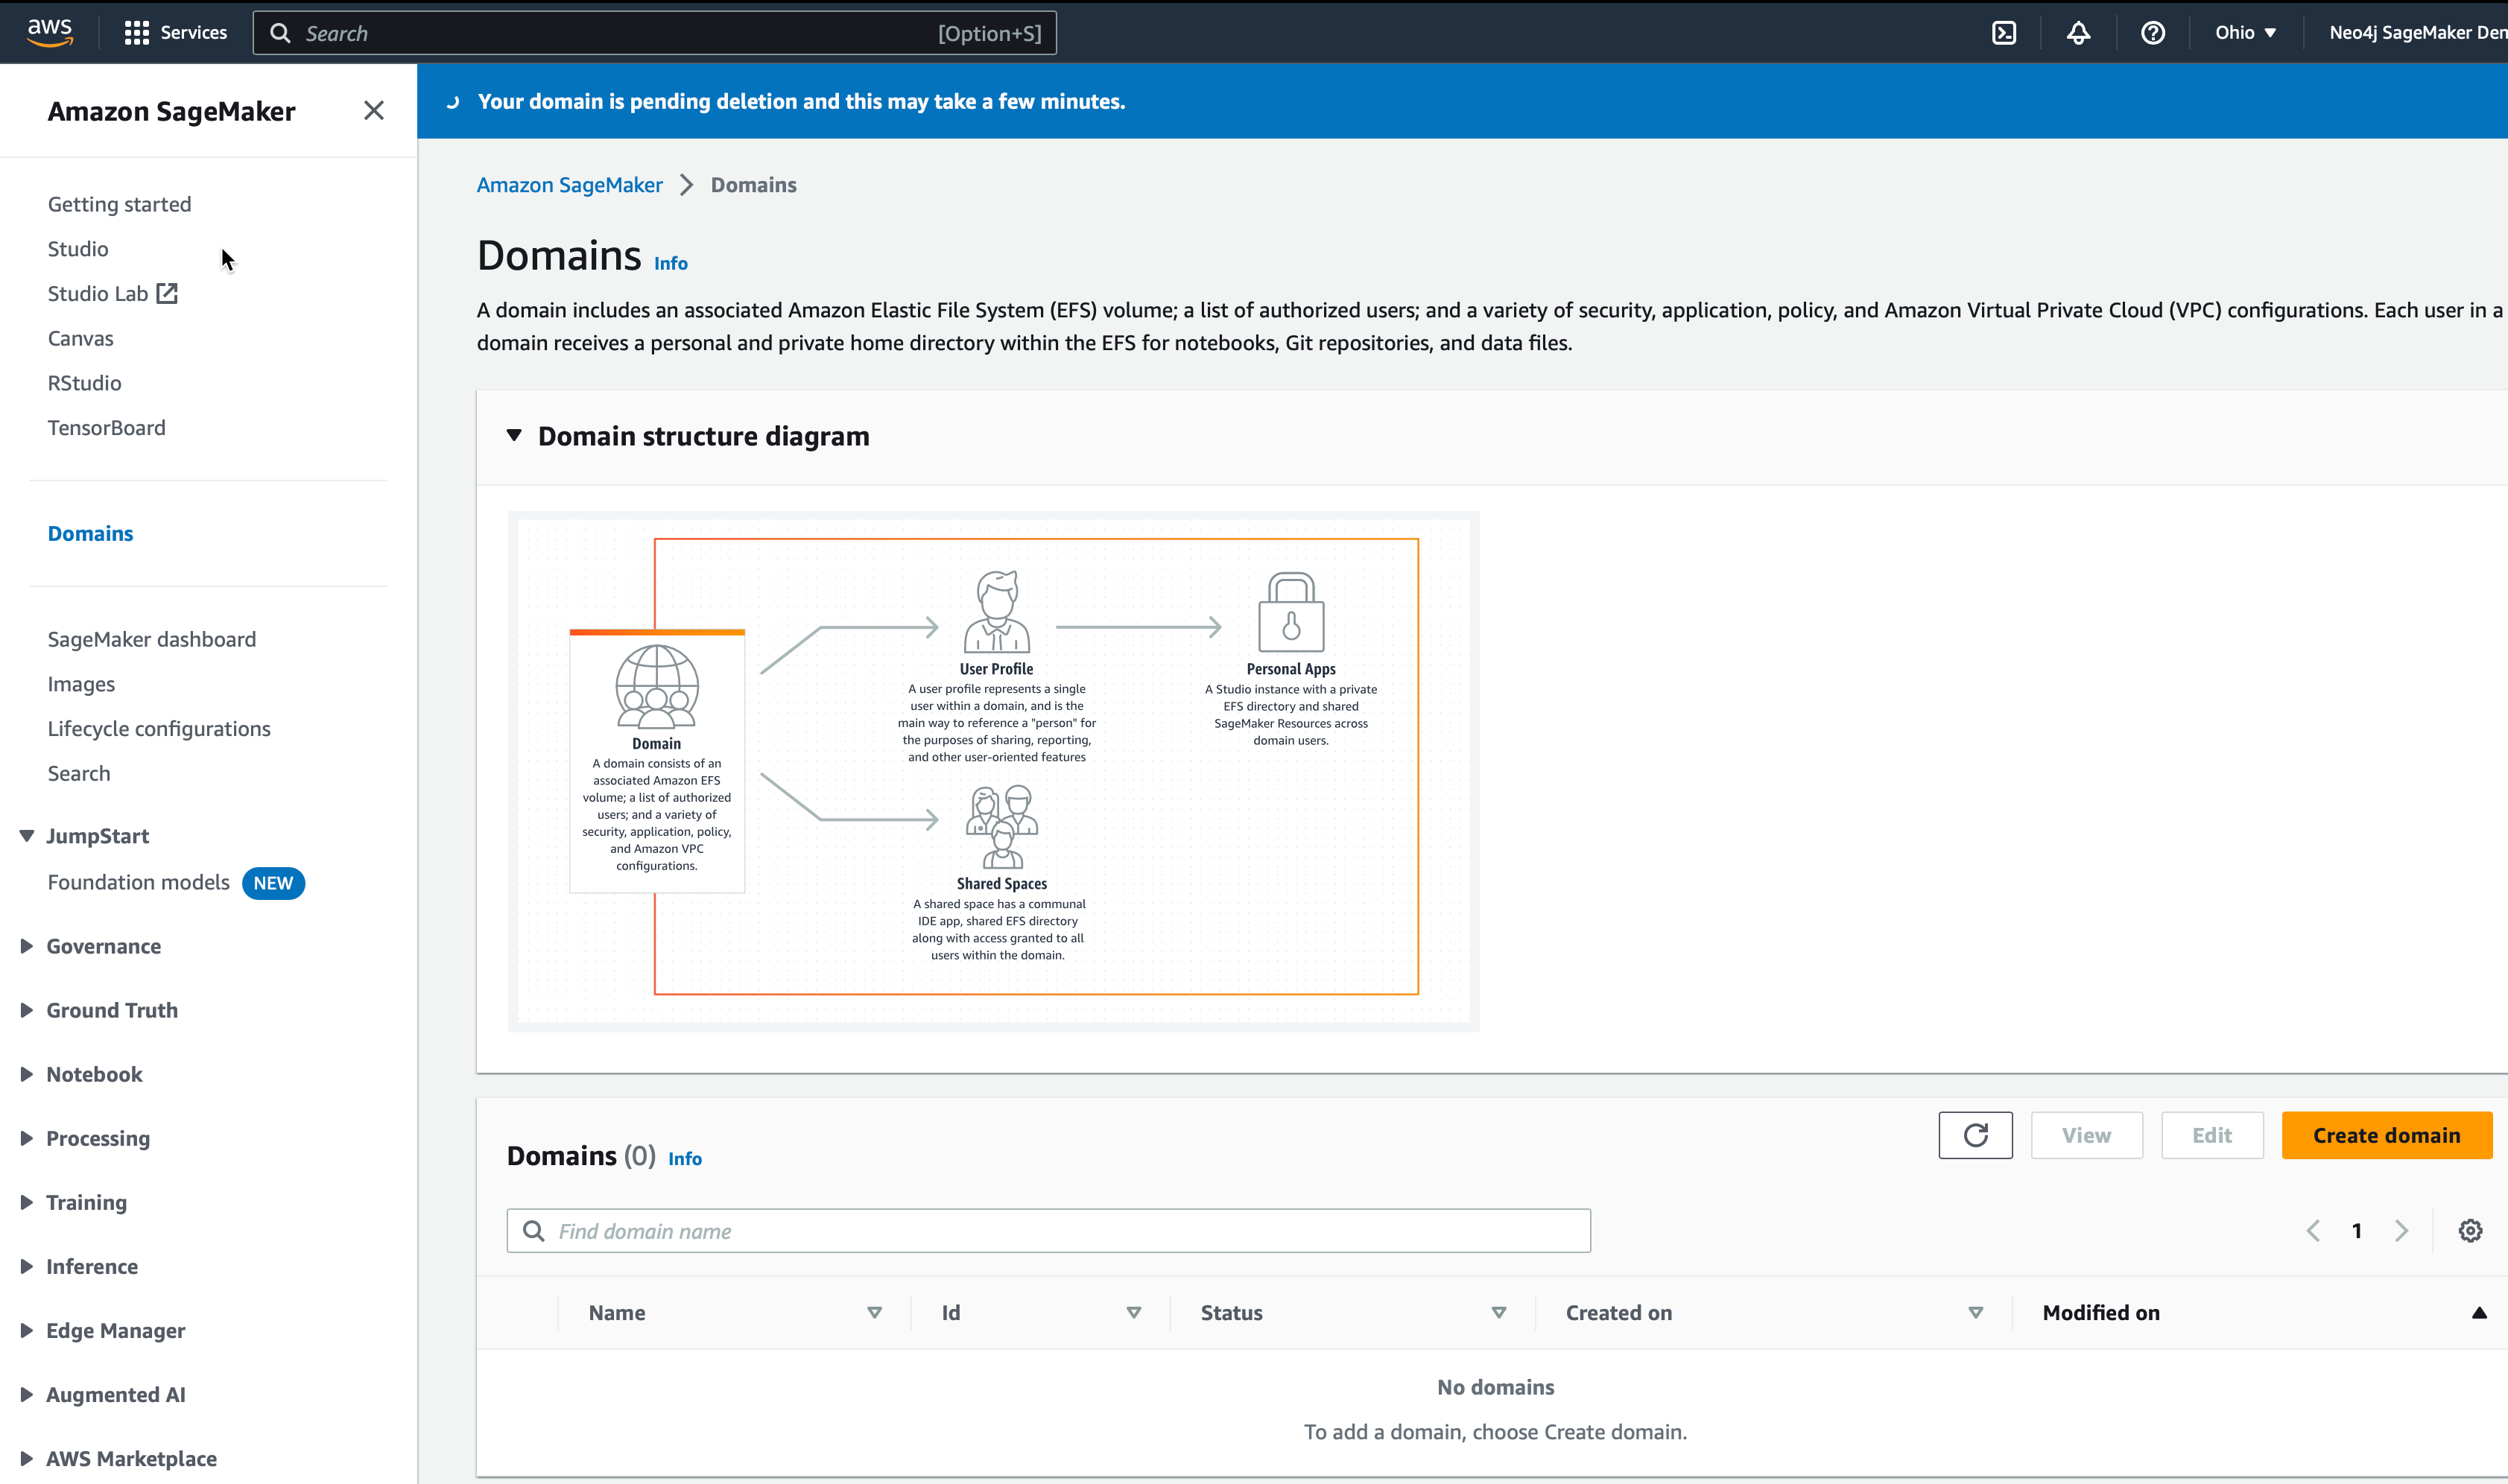 aws
Services
Search
[Option+S]
Ohio
Neo4j SageMaker
Amazon SageMaker
Your domain is pending deletion and this may take a few minutes.
Getting started
Studio
Studio Lab
Canvas
RStudio
TensorBoard
Domains
SageMaker dashboard
Images
Lifecycle configurations
Search
JumpStart
Foundation models NEW
Governance
Ground Truth
Notebook
Processing
Training
Inference
Edge Manager
Augmented AI
AWS Marketplace
Amazon SageMaker > Domains
Domains Info
A domain includes an associated Amazon Elastic File System (EFS) volume; a list of authorized users; and a variety of security, application, policy, and Amazon Virtual Private Cloud (VPC) configurations. Each user in a
domain receives a personal and private home directory within the EFS for notebooks, Git repositories, and data files.
Domain structure diagram
Domain
A domain consists of an
associated Amazon EFS
volume; a list of authorized
users; and a variety of
security, application, policy,
and Amazon VPC
configurations.
User Profile
A user profile represents a single
user within a domain, and is the
main way to reference a "person" for
the purposes of sharing, reporting,
and other user-oriented features
Personal Apps
A Studio instance with a private
EFS directory and shared
SageMaker Resources across
domain users.
Shared Spaces
A shared space has a communal
IDE app, shared EFS directory
along with access granted to all
users within the domain.
Domains (0) Info
View
Edit
Create domain
Find domain name
1
Name
Id
Status
Created on
Modified on
No domains
To add a domain, choose Create domain.